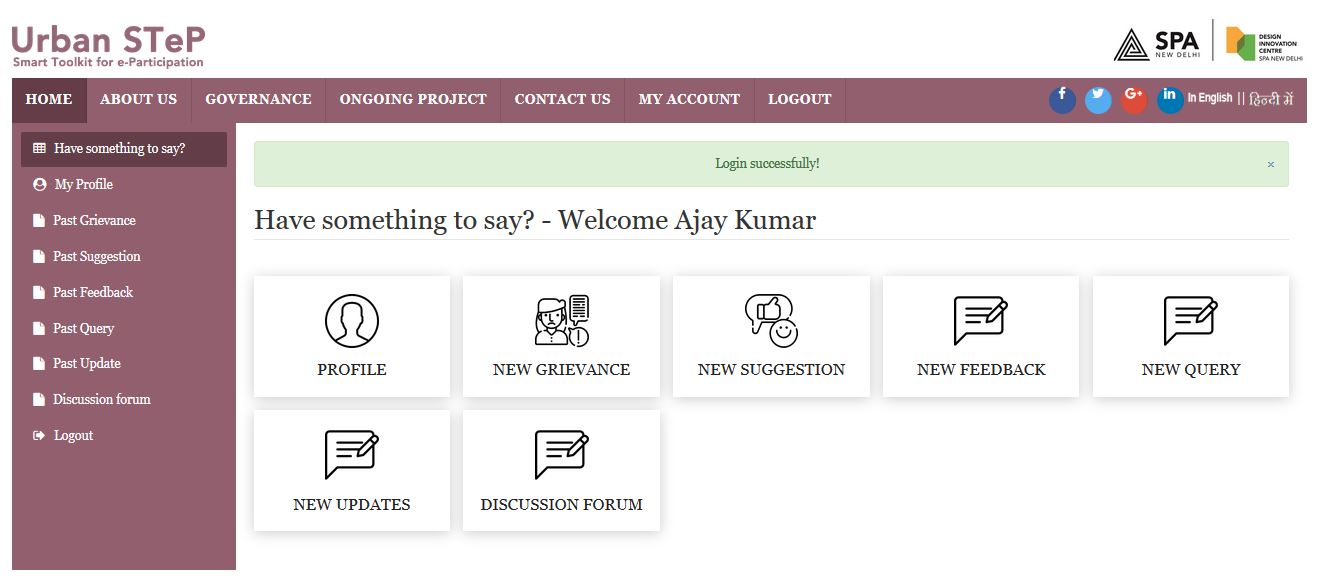 Urban STeP
Smart Toolkit for e-Participation
SPA
NEW DELHI
DESIGN
INNOVATION
CENTRE
SPA NEW DELHI
HOME ABOUT US GOVERNANCE ONGOING PROJECT CONTACT US MY ACCOUNT LOGOUT f G+ in In English || हिन्दी में
Have something to say?
My Profile
Past Grievance
Past Suggestion
Past Feedback
Past Query
Past Update
Discussion forum
Logout
Login successfully! ×
Have something to say? - Welcome Ajay Kumar
PROFILE NEW GRIEVANCE NEW SUGGESTION NEW FEEDBACK NEW QUERY
NEW UPDATES DISCUSSION FORUM